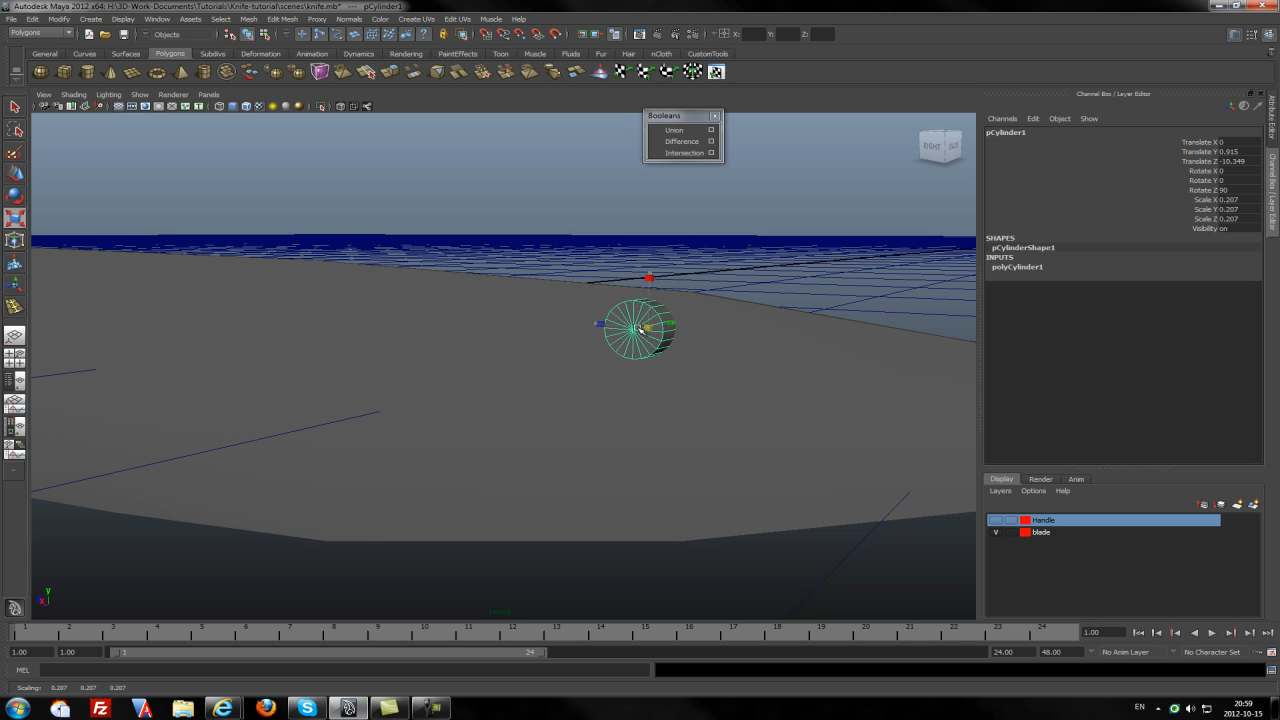 Autodesk Maya 2012 x64: H:\3D-Work-Documents\Tutorials\Knife-tutorial\scenes\knife.mb* --- pCylinder1
File Edit Modify Create Display Window Assets Select Mesh Edit Mesh Proxy Normals Color Create UVs Edit UVs Muscle Help
Polygons Objects X: Y: Z:
General Curves Surfaces Polygons Subdivs Deformation Animation Dynamics Rendering PaintEffects Toon Muscle Fluids Fur Hair nCloth CustomTools
View Shading Lighting Show Renderer Panels
Booleans
Union
Difference
Intersection
RIGHT
Channel Box / Layer Editor
Channels Edit Object Show
pCylinder1
Translate X 0
Translate Y 0.915
Translate Z -10.349
Rotate X 0
Rotate Y 0
Rotate Z 90
Scale X 0.207
Scale Y 0.207
Scale Z 0.207
Visibility on
SHAPES
pCylinderShape1
INPUTS
polyCylinder1
Attribute Editor
Channel Box / Layer Editor
Display Render Anim
Layers Options Help
Handle
V blade
y
1 2 3 4 5 6 7 8 9 10 11 12 13 14 15 16 17 18 19 20 21 22 23 24 1.00
1.00 1.00 1 24 24.00 48.00 No Anim Layer No Character Set
MEL
Scaling: 0.207 0.207 0.207
EN 20:59
2012-10-15